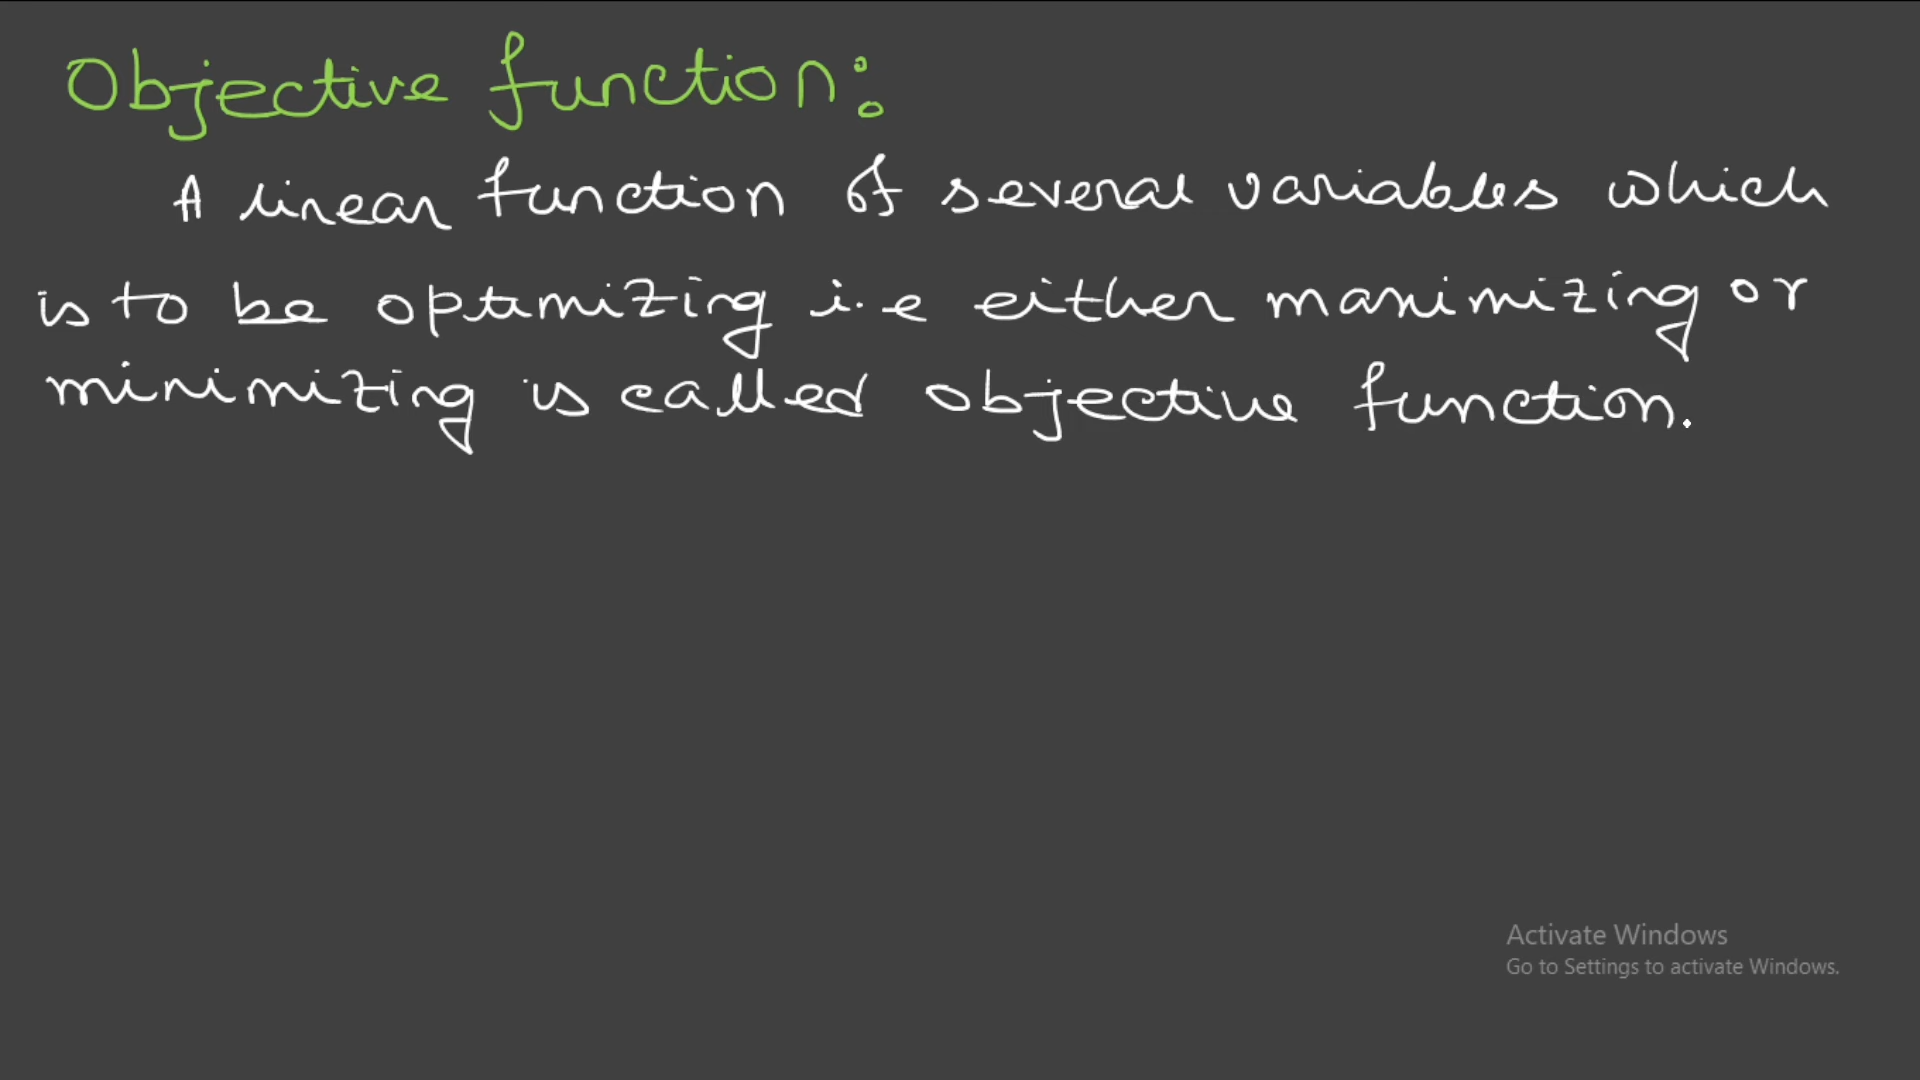 Objective function:
A linear function of several variables which
is to be optimizing i.e either maximizing or
minimizing is called objective function.
Activate Windows
Go to Settings to activate Windows.